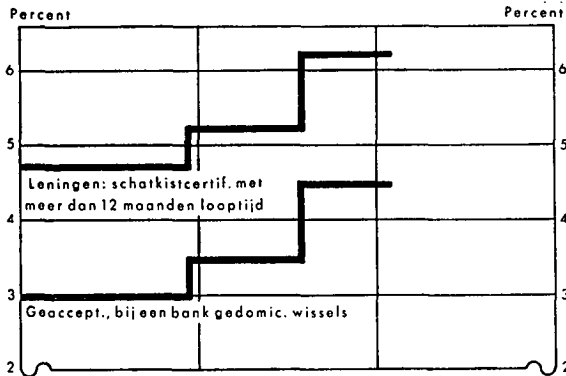 Percent Percent
6 6
5 5
Leningen: schatkistcertif. met
meer dan 12 maanden looptijd
4 4
3 3
Geaccept., bij een bank gedomic. wissels
2 2